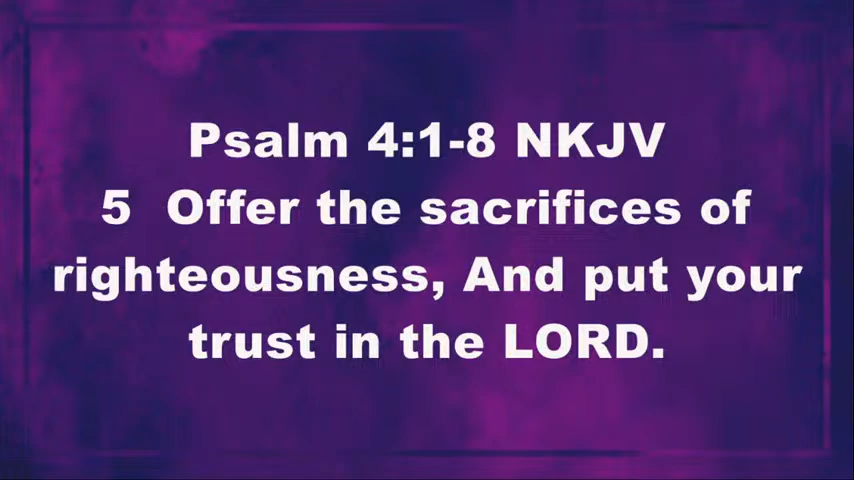 Psalm 4:1-8 NKJV
5 Offer the sacrifices of
righteousness, And put your
trust in the LORD.